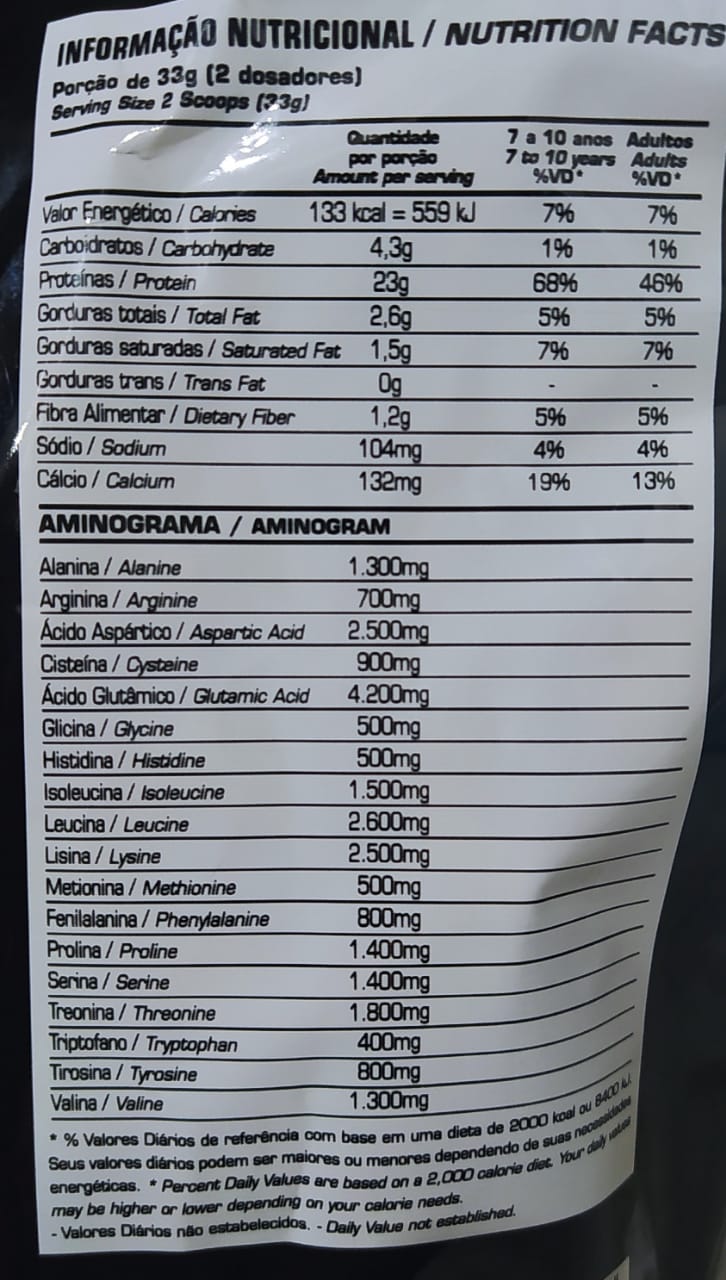 INFORMAÇÃO NUTRICIONAL / NUTRITION FACTS
Porção de 33g (2 dosadores)
Serving Size 2 Scoops (33g)
Quantidade 7 a 10 anos Adultos
por porção 7 to 10 years Adults
Amount per serving %VD* %VD*
Valor Energético / Calories 133 kcal = 559 kJ 7% 7%
Carboidratos / Carbohydrate 4,3g 1% 1%
Proteínas / Protein 23g 68% 46%
Gorduras totais / Total Fat 2,6g 5% 5%
Gorduras saturadas / Saturated Fat 1,5g 7% 7%
Gorduras trans / Trans Fat 0g - -
Fibra Alimentar / Dietary Fiber 1,2g 5% 5%
Sódio / Sodium 104mg 4% 4%
Cálcio / Calcium 132mg 19% 13%
AMINOGRAMA / AMINOGRAM
Alanina / Alanine 1.300mg
Arginina / Arginine 700mg
Ácido Aspártico / Aspartic Acid 2.500mg
Cisteína / Cysteine 900mg
Ácido Glutâmico / Glutamic Acid 4.200mg
Glicina / Glycine 500mg
Histidina / Histidine 500mg
Isoleucina / Isoleucine 1.500mg
Leucina / Leucine 2.600mg
Lisina / Lysine 2.500mg
Metionina / Methionine 500mg
Fenilalanina / Phenylalanine 800mg
Prolina / Proline 1.400mg
Serina / Serine 1.400mg
Treonina / Threonine 1.800mg
Triptofano / Tryptophan 400mg
Tirosina / Tyrosine 800mg
Valina / Valine 1.300mg
* % Valores Diários de referência com base em uma dieta de 2000 kcal ou 8400 kJ.
Seus valores diários podem ser maiores ou menores dependendo de suas necessidades
energéticas. * Percent Daily Values are based on a 2,000 calorie diet. Your daily values
may be higher or lower depending on your calorie needs.
- Valores Diários não estabelecidos. - Daily Value not established.